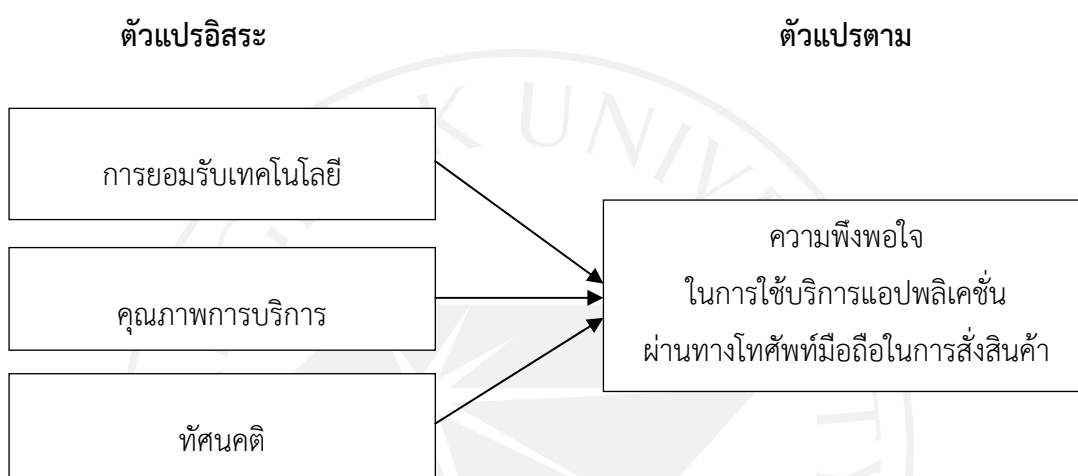 ตัวแปรอิสระ
ตัวแปรตาม
การยอมรับเทคโนโลยี
คุณภาพการบริการ
ทัศนคติ
ความพึงพอใจ
ในการใช้บริการแอปพลิเคชั่น
ผ่านทางโทศัพท์มือถือในการสั่งสินค้า